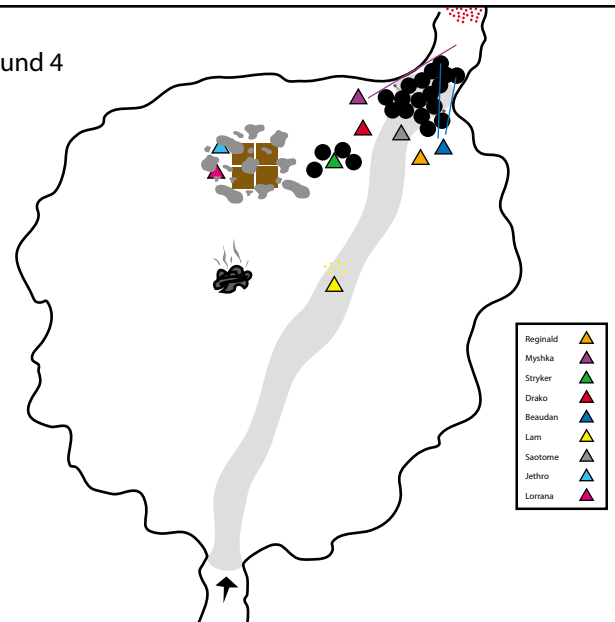 und 4
Reginald
Myshka
Stryker
Drako
Beaudan
Lam
Saotome
Jethro
Lorrana